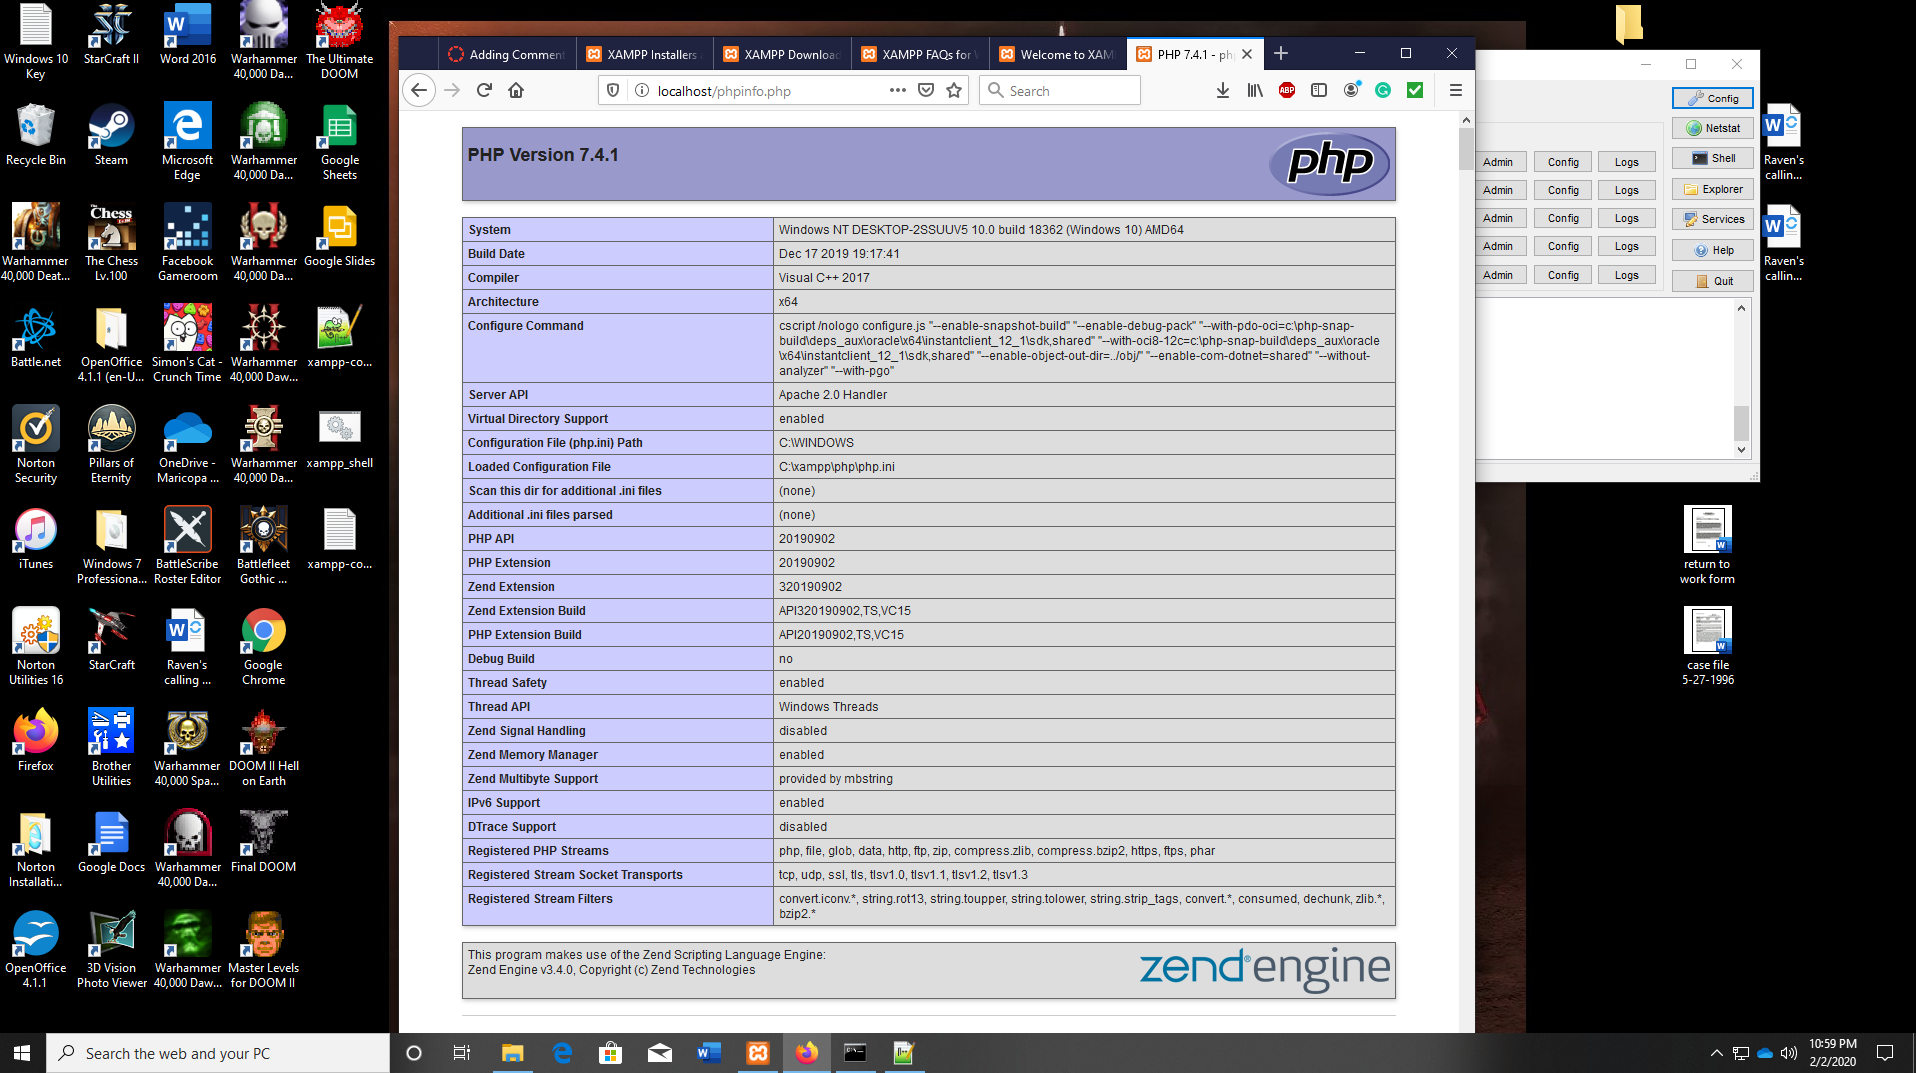 Windows 10
Key
StarCraft II
Word 2016
Warhammer
40,000 Da...
The Ultimate
DOOM
Recycle Bin
Steam
Microsoft
Edge
Warhammer
40,000 Da...
Google
Sheets
Warhammer
40,000 Deat...
The Chess
Lv.100
Facebook
Gameroom
Warhammer
40,000 Da...
Google Slides
Battle.net
OpenOffice
4.1.1 (en-U...
Simon's Cat -
Crunch Time
Warhammer
40,000 Daw...
xampp-co...
Norton
Security
Pillars of
Eternity
OneDrive -
Maricopa ...
Warhammer
40,000 Da...
xampp_shell
iTunes
Windows 7
Professiona...
BattleScribe
Roster Editor
Battlefleet
Gothic ...
xampp-co...
Norton
Utilities 16
StarCraft
Raven's
calling ...
Google
Chrome
Firefox
Brother
Utilities
Warhammer
40,000 Spa...
DOOM II Hell
on Earth
Norton
Installati...
Google Docs
Warhammer
40,000 Da...
Final DOOM
OpenOffice
4.1.1
3D Vision
Photo Viewer
Warhammer
40,000 Daw...
Master Levels
for DOOM II
Adding Comment
XAMPP Installers
XAMPP Downloa
XAMPP FAQs for
Welcome to XAM
PHP 7.4.1 - ph
localhost/phpinfo.php
Search
ABP
PHP Version 7.4.1
php
System Windows NT DESKTOP-2SSUUV5 10.0 build 18362 (Windows 10) AMD64
Build Date Dec 17 2019 19:17:41
Compiler Visual C++ 2017
Architecture x64
Configure Command cscript /nologo configure.js "--enable-snapshot-build" "--enable-debug-pack" "--with-pdo-oci=c:\php-snap-
build\deps_aux\oracle\x64\instantclient_12_1\sdk,shared" "--with-oci8-12c=c:\php-snap-build\deps_aux\oracle
\x64\instantclient_12_1\sdk,shared" "--enable-object-out-dir=../obj/" "--enable-com-dotnet=shared" "--without-
analyzer" "--with-pgo"
Server API Apache 2.0 Handler
Virtual Directory Support enabled
Configuration File (php.ini) Path C:\WINDOWS
Loaded Configuration File C:\xampp\php\php.ini
Scan this dir for additional .ini files (none)
Additional .ini files parsed (none)
PHP API 20190902
PHP Extension 20190902
Zend Extension 320190902
Zend Extension Build API320190902,TS,VC15
PHP Extension Build API20190902,TS,VC15
Debug Build no
Thread Safety enabled
Thread API Windows Threads
Zend Signal Handling disabled
Zend Memory Manager enabled
Zend Multibyte Support provided by mbstring
IPv6 Support enabled
DTrace Support disabled
Registered PHP Streams php, file, glob, data, http, ftp, zip, compress.zlib, compress.bzip2, https, ftps, phar
Registered Stream Socket Transports tcp, udp, ssl, tls, tlsv1.0, tlsv1.1, tlsv1.2, tlsv1.3
Registered Stream Filters convert.iconv.*, string.rot13, string.toupper, string.tolower, string.strip_tags, convert.*, consumed, dechunk, zlib.*,
bzip2.*
This program makes use of the Zend Scripting Language Engine:
Zend Engine v3.4.0, Copyright (c) Zend Technologies
zend engine
Config
Netstat
Shell
Explorer
Services
Help
Quit
Admin Config Logs
Admin Config Logs
Admin Config Logs
Admin Config Logs
Admin Config Logs
Raven's
callin...
Raven's
callin...
return to
work form
case file
5-27-1996
Search the web and your PC
10:59 PM
2/2/2020